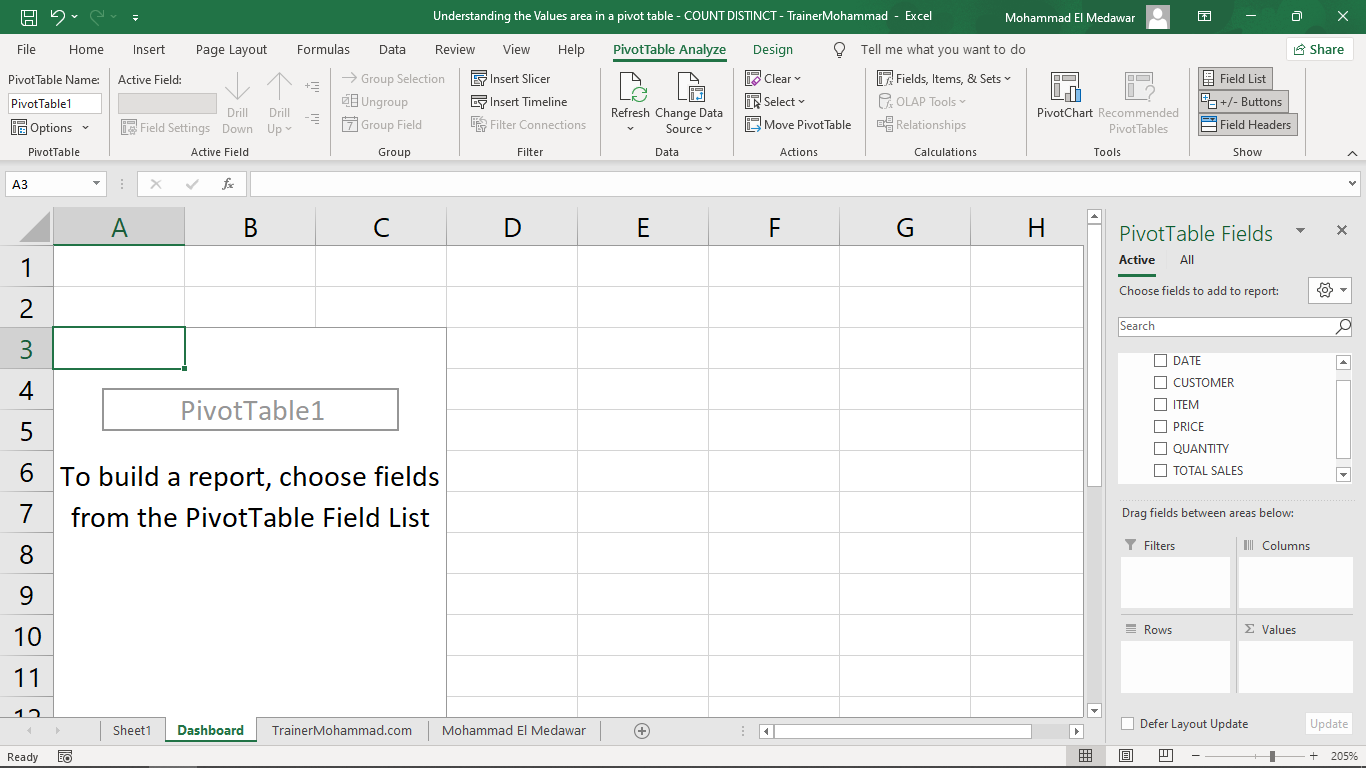 Understanding the Values area in a pivot table - COUNT DISTINCT - TrainerMohammad - Excel
Mohammad El Medawar
File Home Insert Page Layout Formulas Data Review View Help PivotTable Analyze Design Tell me what you want to do Share
PivotTable Name:
PivotTable1
Options
PivotTable
Active Field:
Field Settings
Drill Down
Drill Up
Active Field
Group Selection
Ungroup
Group Field
Group
Insert Slicer
Insert Timeline
Filter Connections
Filter
Refresh
Change Data Source
Data
Clear
Select
Move PivotTable
Actions
Fields, Items, & Sets
OLAP Tools
Relationships
Calculations
PivotChart
Recommended PivotTables
Tools
Field List
+/- Buttons
Field Headers
Show
A3
fx
A B C D E F G H
1
2
3
4
5
6
7
8
9
10
11
12
PivotTable1
To build a report, choose fields
from the PivotTable Field List
PivotTable Fields
Active All
Choose fields to add to report:
Search
DATE
CUSTOMER
ITEM
PRICE
QUANTITY
TOTAL SALES
Drag fields between areas below:
Filters
Columns
Rows
Σ Values
Defer Layout Update
Update
Sheet1 Dashboard TrainerMohammad.com Mohammad El Medawar
Ready
205%